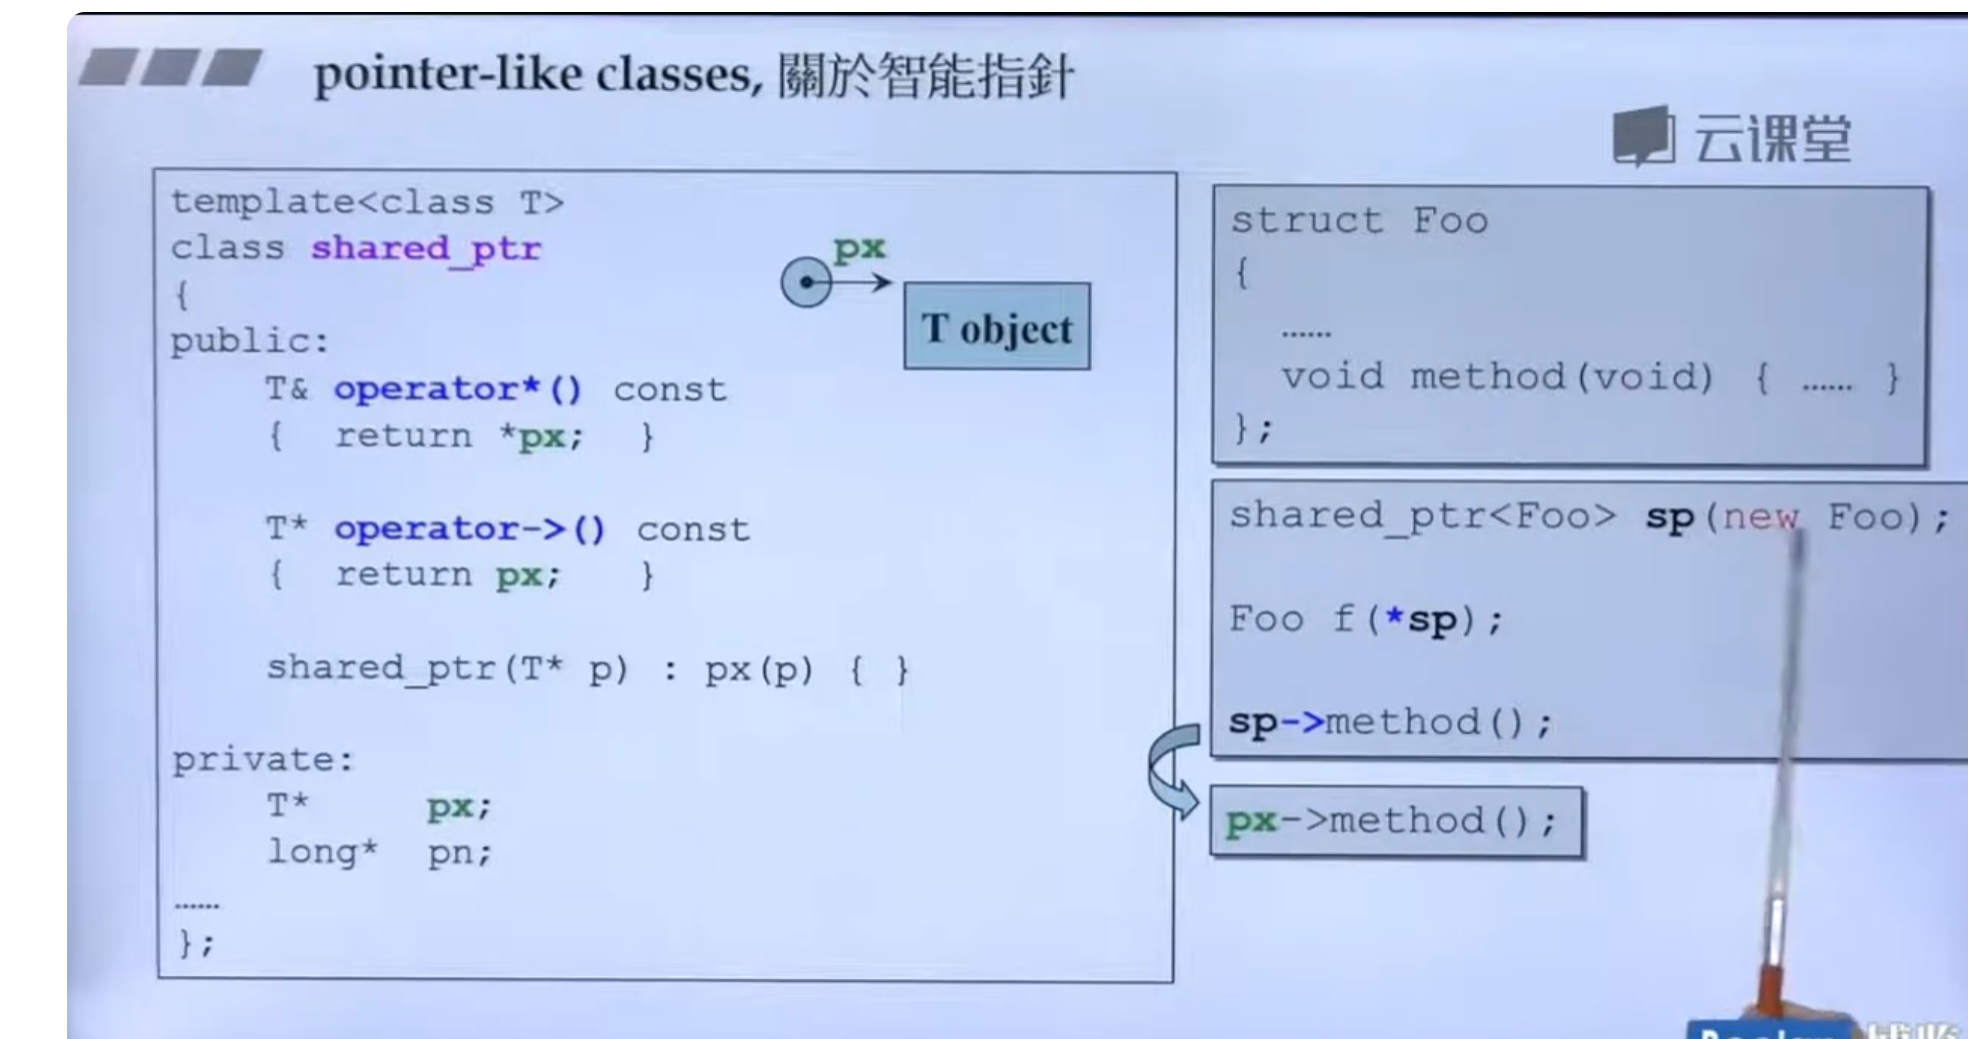 pointer-like classes, 關於智能指針
云课堂
template<class T>
class shared_ptr
{
public:
T& operator*() const
{ return *px; }
T* operator->() const
{ return px; }
shared_ptr(T* p) : px(p) { }
private:
T* px;
long* pn;
……
};
px
T object
struct Foo
{
……
void method(void) { …… }
};
shared_ptr<Foo> sp(new Foo);
Foo f(*sp);
sp->method();
px->method();